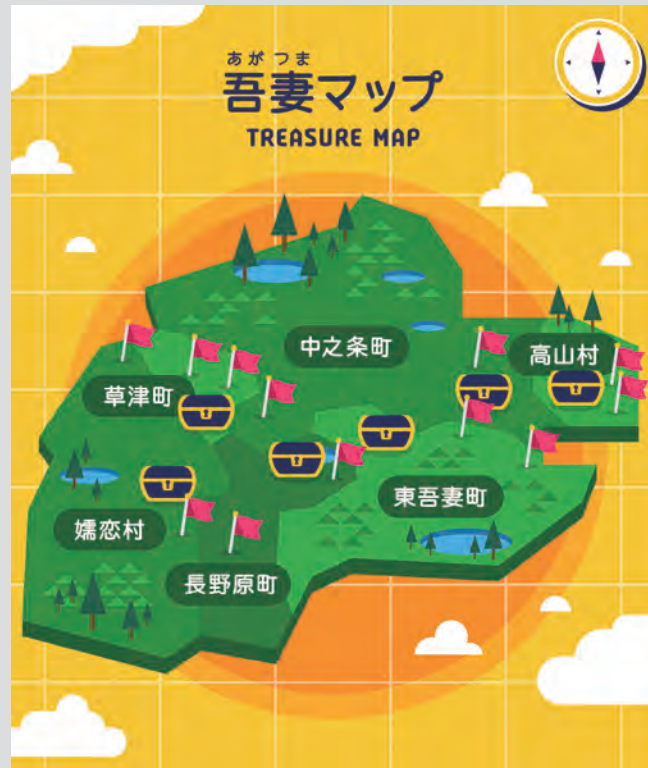 あがつま
吾妻マップ
TREASURE MAP
中之条町
高山村
草津町
東吾妻町
嬬恋村
長野原町